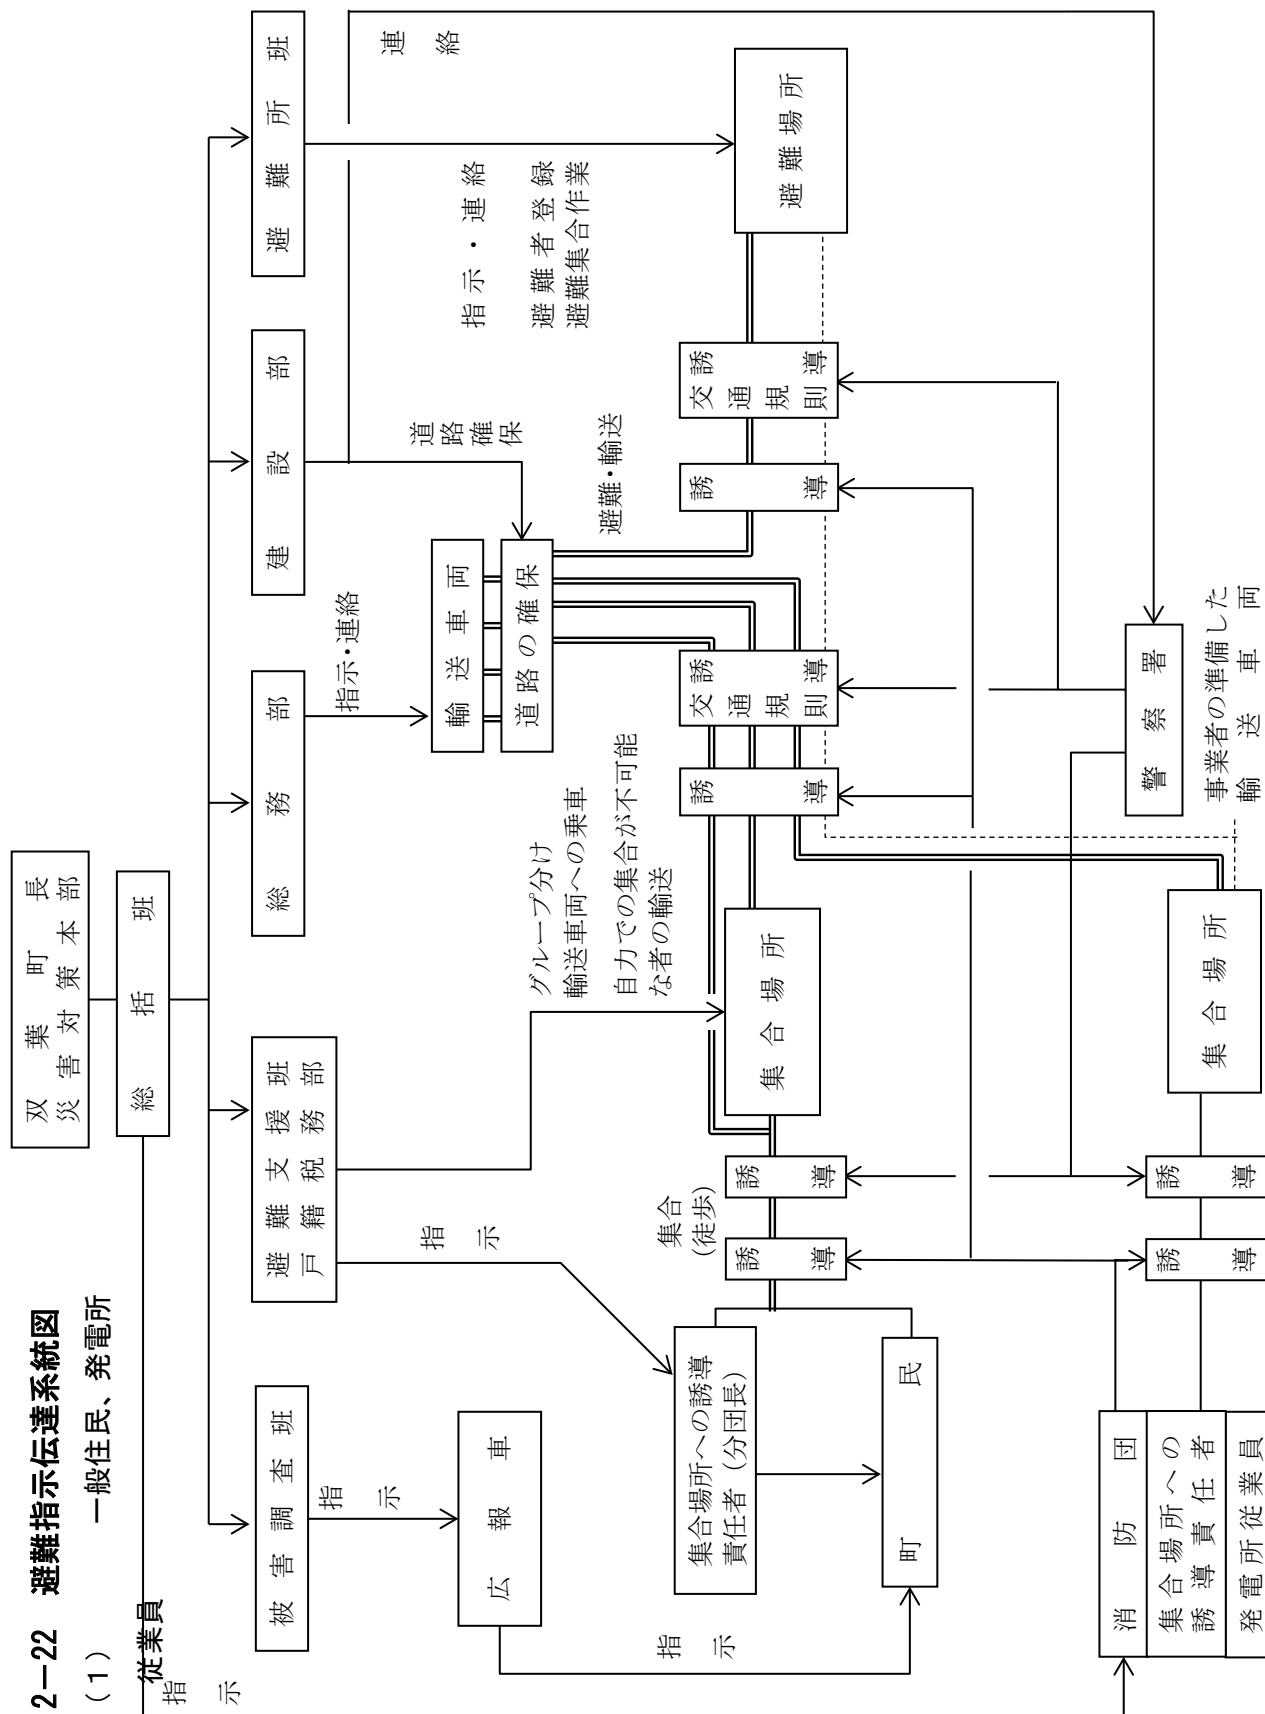 2－22　避難指示伝達系統図
（１）　一般住民、発電所
従業員
双葉町長
災害対策本部
総括班
指示
被害調査班
避難支援班
戸籍税務部
総務部
建設部
避難所班
指示
広報車
指示
指示
集合場所への誘導
責任者（分団長）
町民
グループ分け
輸送車両への乗車
自力での集合が不可能
な者の輸送
指示・連絡
輸送車両
道路の確保
道路確保
連絡
指示・連絡
避難者登録
避難集合作業
避難・輸送
集合
(徒歩)
誘導
誘導
集合場所
誘導
誘導
交通規則
誘導
誘導
交通規則
避難場所
消防団
集合場所への
誘導責任者
発電所従業員
誘導
誘導
集合場所
警察署
事業者の準備した
輸送車両